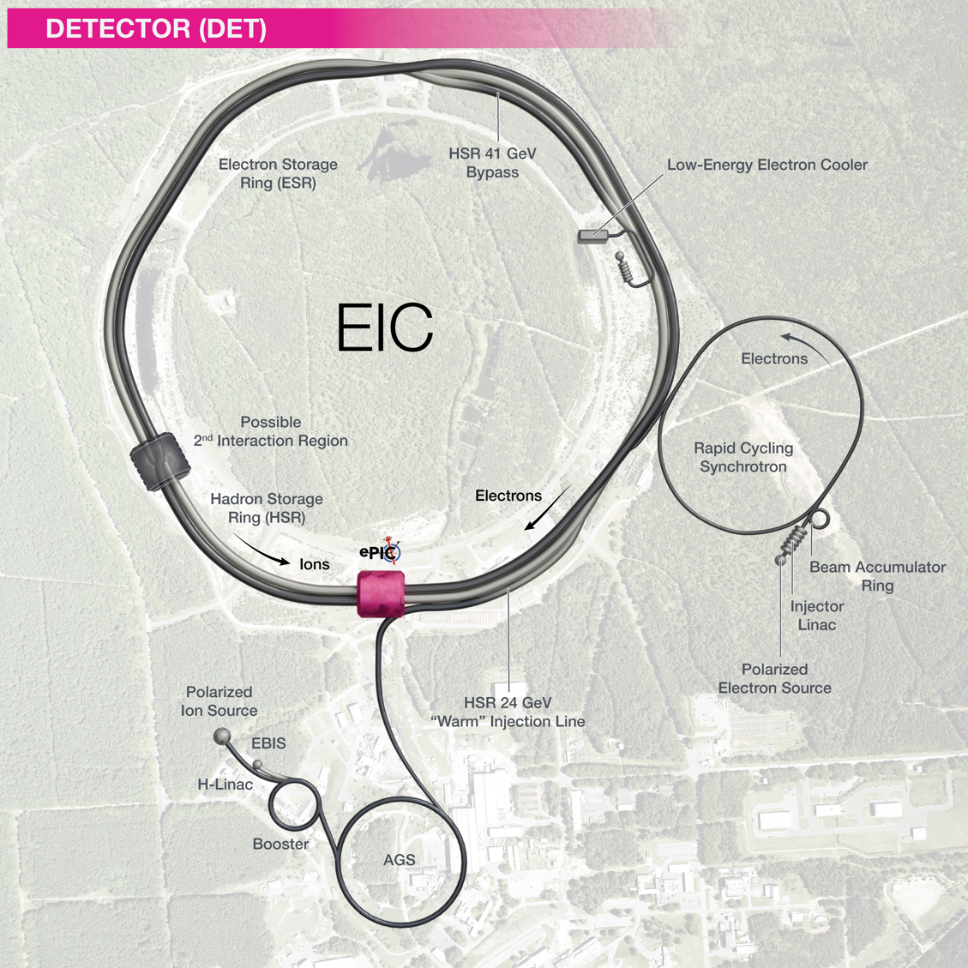 DETECTOR (DET)
Electron Storage
Ring (ESR)
HSR 41 GeV
Bypass
Low-Energy Electron Cooler
EIC
Electrons
Rapid Cycling
Synchrotron
Possible
2nd Interaction Region
Hadron Storage
Ring (HSR)
Ions
ePIC
Electrons
Beam Accumulator
Ring
Injector
Linac
Polarized
Electron Source
HSR 24 GeV
“Warm” Injection Line
Polarized
Ion Source
EBIS
H-Linac
Booster
AGS